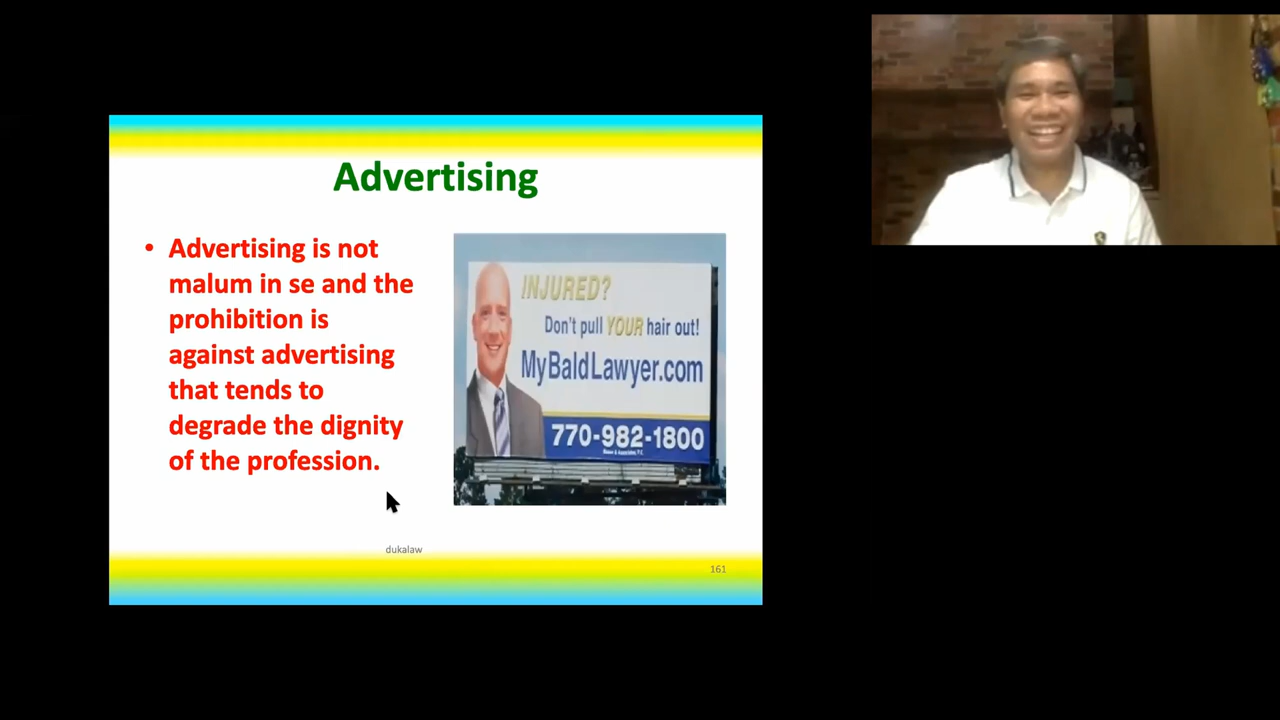 Advertising
• Advertising is not
malum in se and the
prohibition is
against advertising
that tends to
degrade the dignity
of the profession.
INJURED?
Don't pull YOUR hair out!
MyBaldLawyer.com
770-982-1800
dukalaw
161